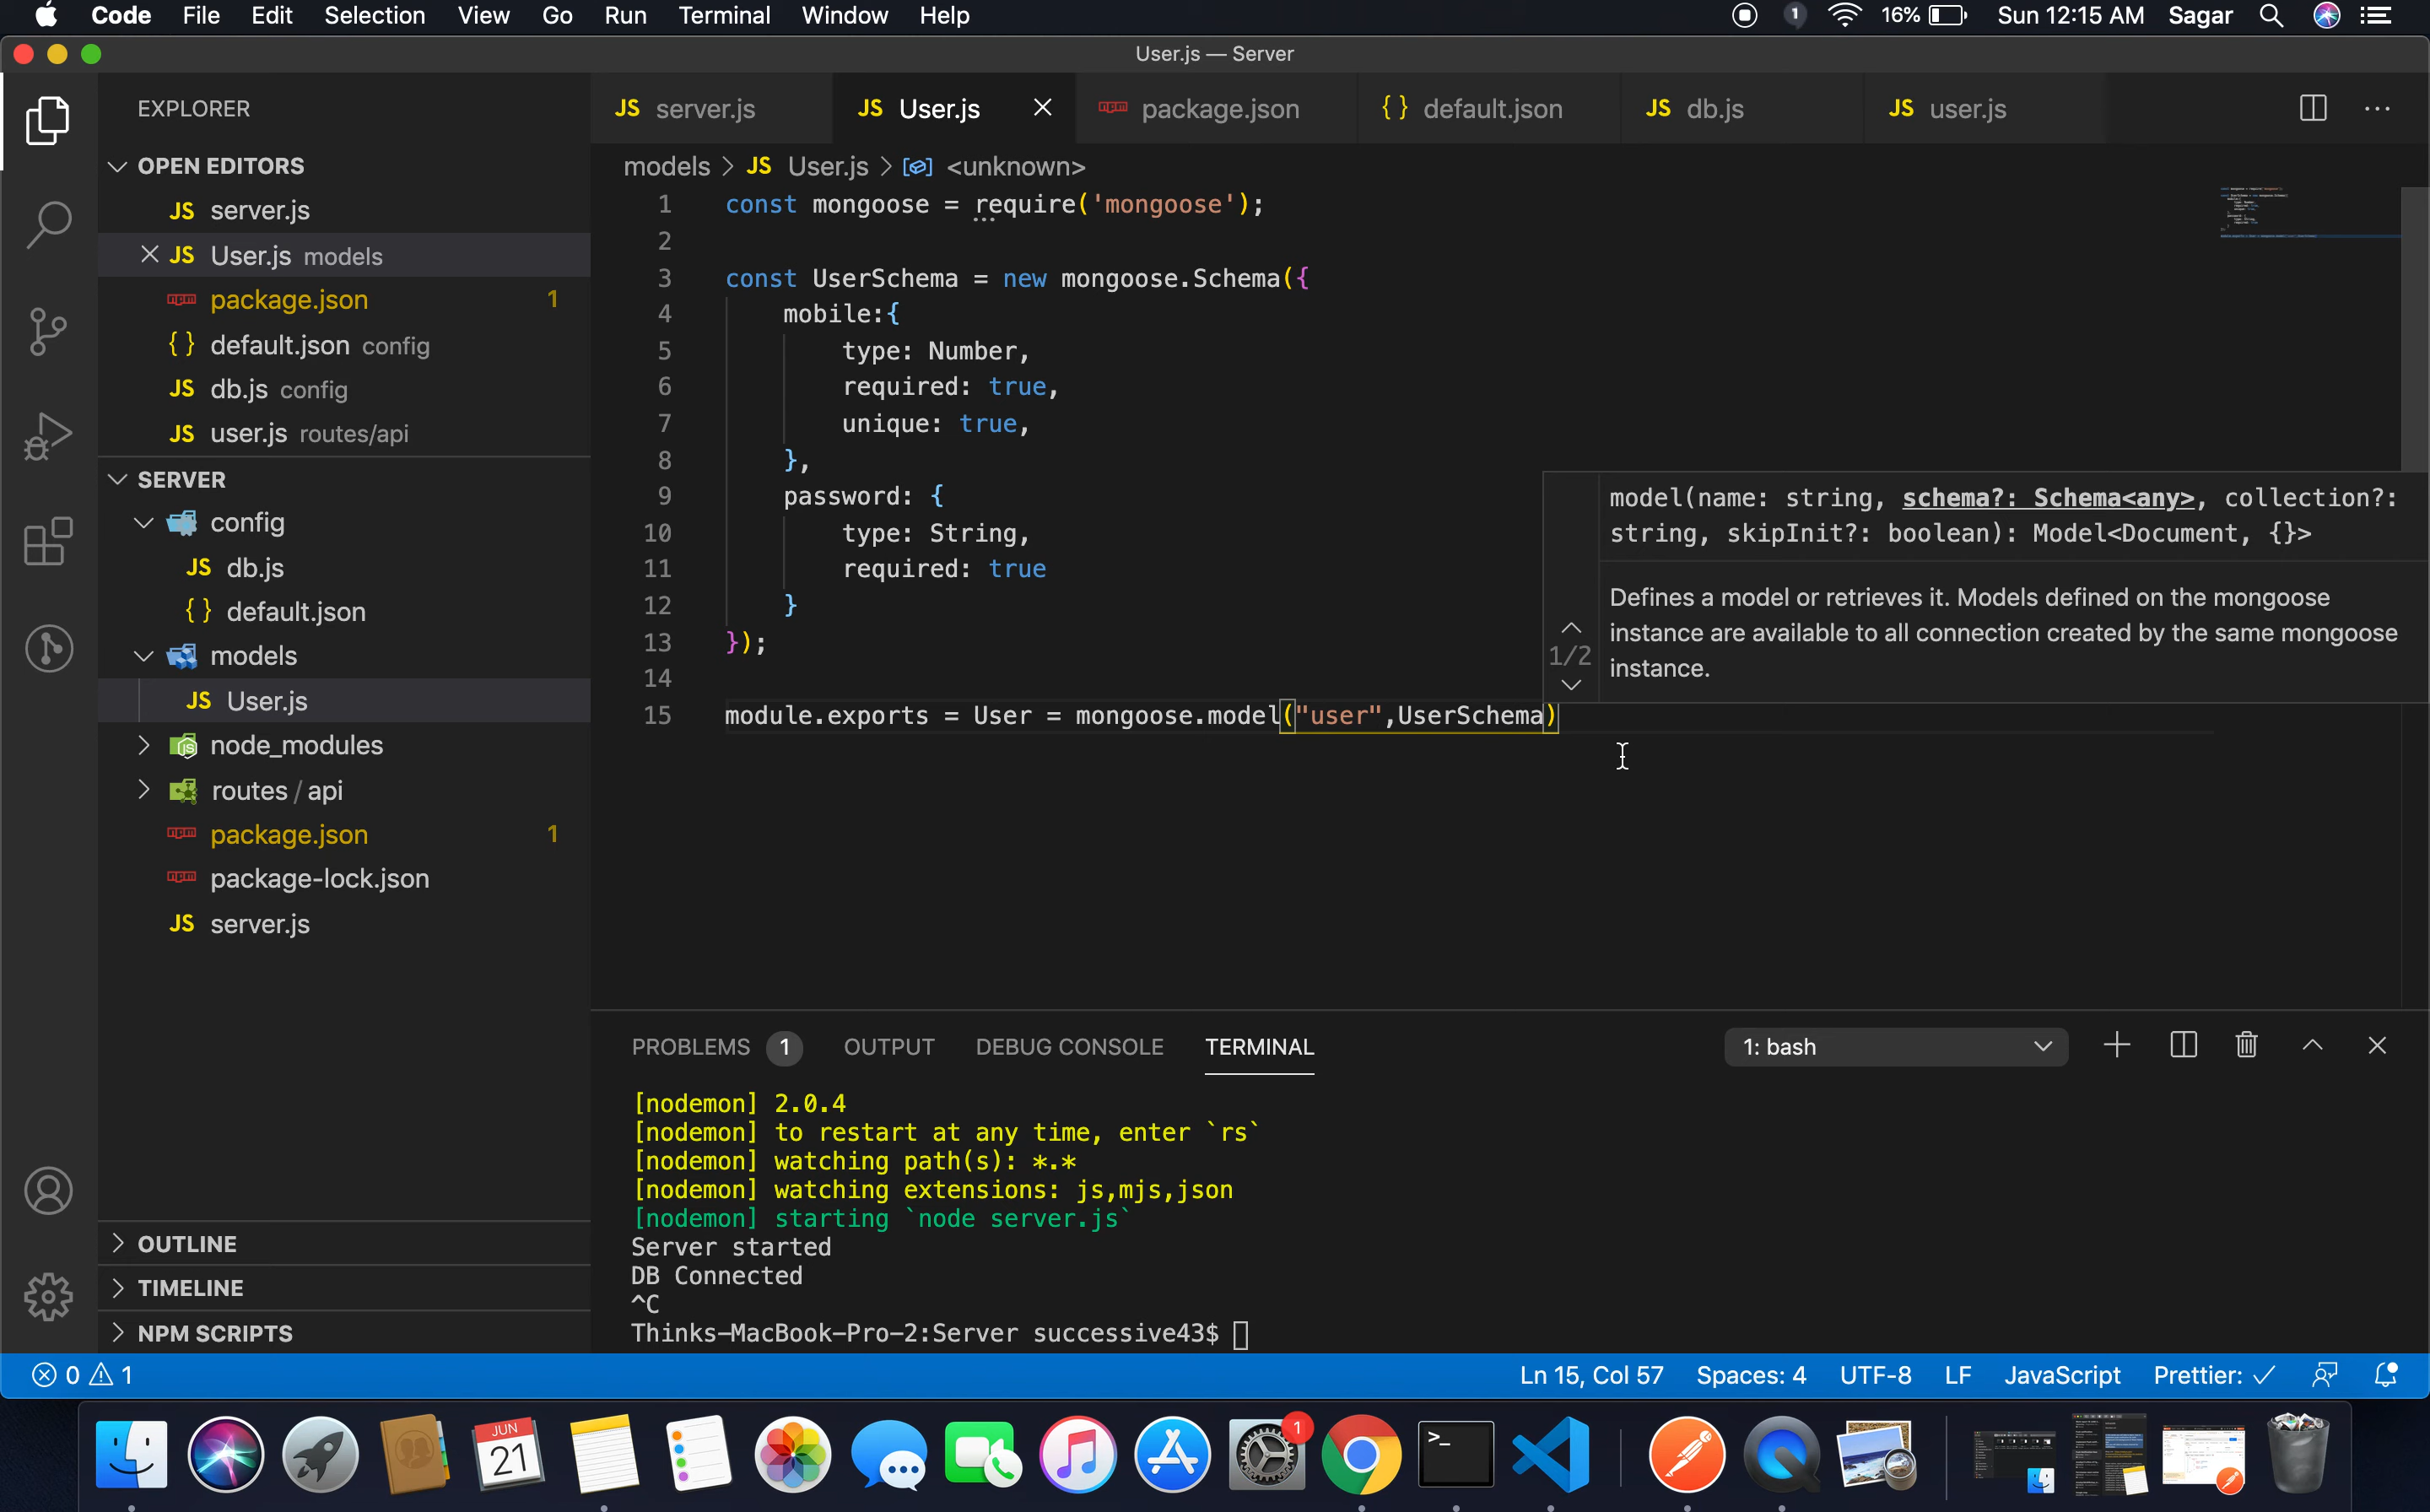 Code File Edit Selection View Go Run Terminal Window Help 1 16% Sun 12:15 AM Sagar
User.js — Server
EXPLORER
JS server.js JS User.js package.json {} default.json JS db.js JS user.js
OPEN EDITORS
JS server.js
JS User.js models
package.json 1
{} default.json config
JS db.js config
JS user.js routes/api
SERVER
config
JS db.js
{} default.json
models
JS User.js
node_modules
routes / api
package.json 1
package-lock.json
JS server.js
OUTLINE
TIMELINE
NPM SCRIPTS
models > JS User.js > <unknown>
1 const mongoose = require('mongoose');
2
3 const UserSchema = new mongoose.Schema({
4 mobile:{
5 type: Number,
6 required: true,
7 unique: true,
8 },
9 password: {
10 type: String,
11 required: true
12 }
13 });
14
15 module.exports = User = mongoose.model("user",UserSchema)
model(name: string, schema?: Schema<any>, collection?:
string, skipInit?: boolean): Model<Document, {}>
Defines a model or retrieves it. Models defined on the mongoose
instance are available to all connection created by the same mongoose
instance.
1/2
PROBLEMS 1 OUTPUT DEBUG CONSOLE TERMINAL 1: bash
[nodemon] 2.0.4
[nodemon] to restart at any time, enter `rs`
[nodemon] watching path(s): *.*
[nodemon] watching extensions: js,mjs,json
[nodemon] starting `node server.js`
Server started
DB Connected
^C
Thinks-MacBook-Pro-2:Server successive43$
0 1 Ln 15, Col 57 Spaces: 4 UTF-8 LF JavaScript Prettier: ✓
JUN
21
1
>_